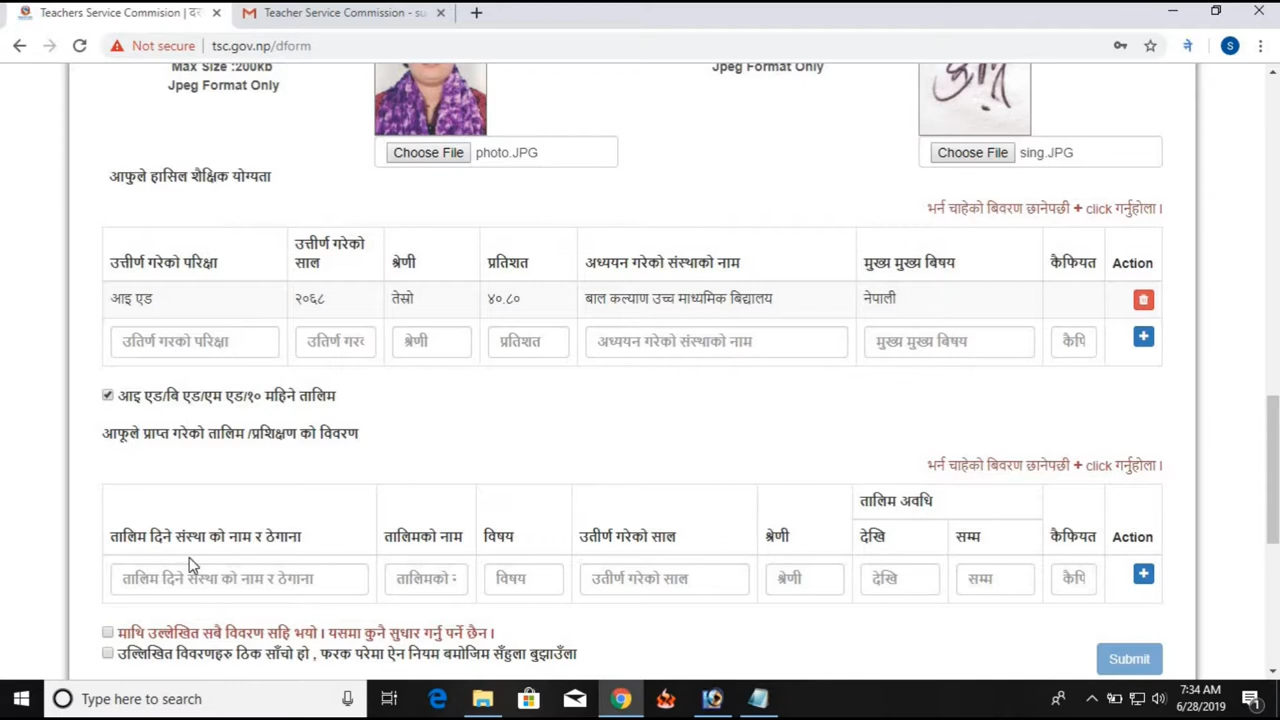 Teachers Service Commision | द
Teacher Service Commission - su
Not secure
tsc.gov.np/dform
ने
S
Max Size :200kb
Jpeg Format Only
Jpeg Format Only
Choose File photo.JPG
Choose File sing.JPG
आफुले हासिल शैक्षिक योग्यता
भर्न चाहेको बिवरण छानेपछी + click गर्नुहोला ।
उत्तीर्ण गरेको परिक्षा
उत्तीर्ण गरेको
साल
श्रेणी
प्रतिशत
अध्ययन गरेको संस्थाको नाम
मुख्य मुख्य बिषय
कैफियत
Action
आइ एड २०६८ तेस्रो ४०.८० बाल कल्याण उच्च माध्यमिक बिद्यालय नेपाली
उतिर्ण गरको परिक्षा उतिर्ण गर श्रेणी प्रतिशत अध्ययन गरेको संस्थाको नाम मुख्य मुख्य बिषय कैफि +
आइ एड/बि एड/एम एड/१० महिने तालिम
आफूले प्राप्त गरेको तालिम /प्रशिक्षण को विवरण
भर्न चाहेको बिवरण छानेपछी + click गर्नुहोला ।
तालिम अवधि
तालिम दिने संस्था को नाम र ठेगाना तालिमको नाम विषय उतीर्ण गरेको साल श्रेणी देखि सम्म कैफियत Action
तालिम दिने संस्था को नाम र ठेगाना तालिमको विषय उतीर्ण गरेको साल श्रेणी देखि सम्म कैफि +
माथि उल्लेखित सबै विवरण सहि भयो । यसमा कुनै सुधार गर्नु पर्ने छैन ।
उल्लिखित विवरणहरु ठिक साँचो हो , फरक परेमा ऐन नियम बमोजिम सँहुला बुझाउँला
Submit
Type here to search
7:34 AM
6/28/2019
1